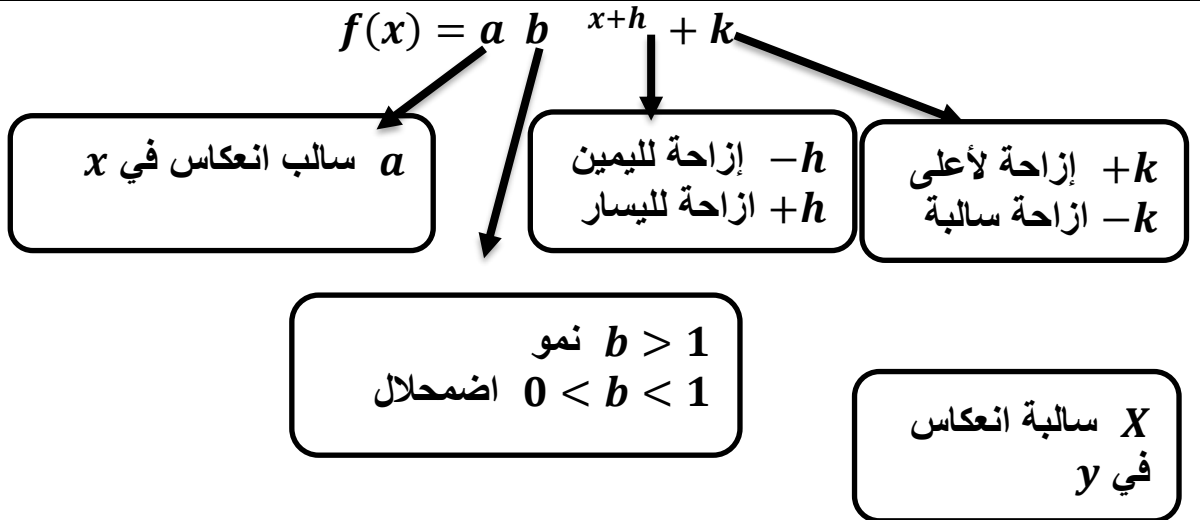 f(x) = a b ^{x+h} + k
a سالب انعكاس في x
−h إزاحة لليمين
+h ازاحة لليسار
+k إزاحة لأعلى
−k ازاحة سالبة
b > 1 نمو
0 < b < 1 اضمحلال
X سالبة انعكاس
في y